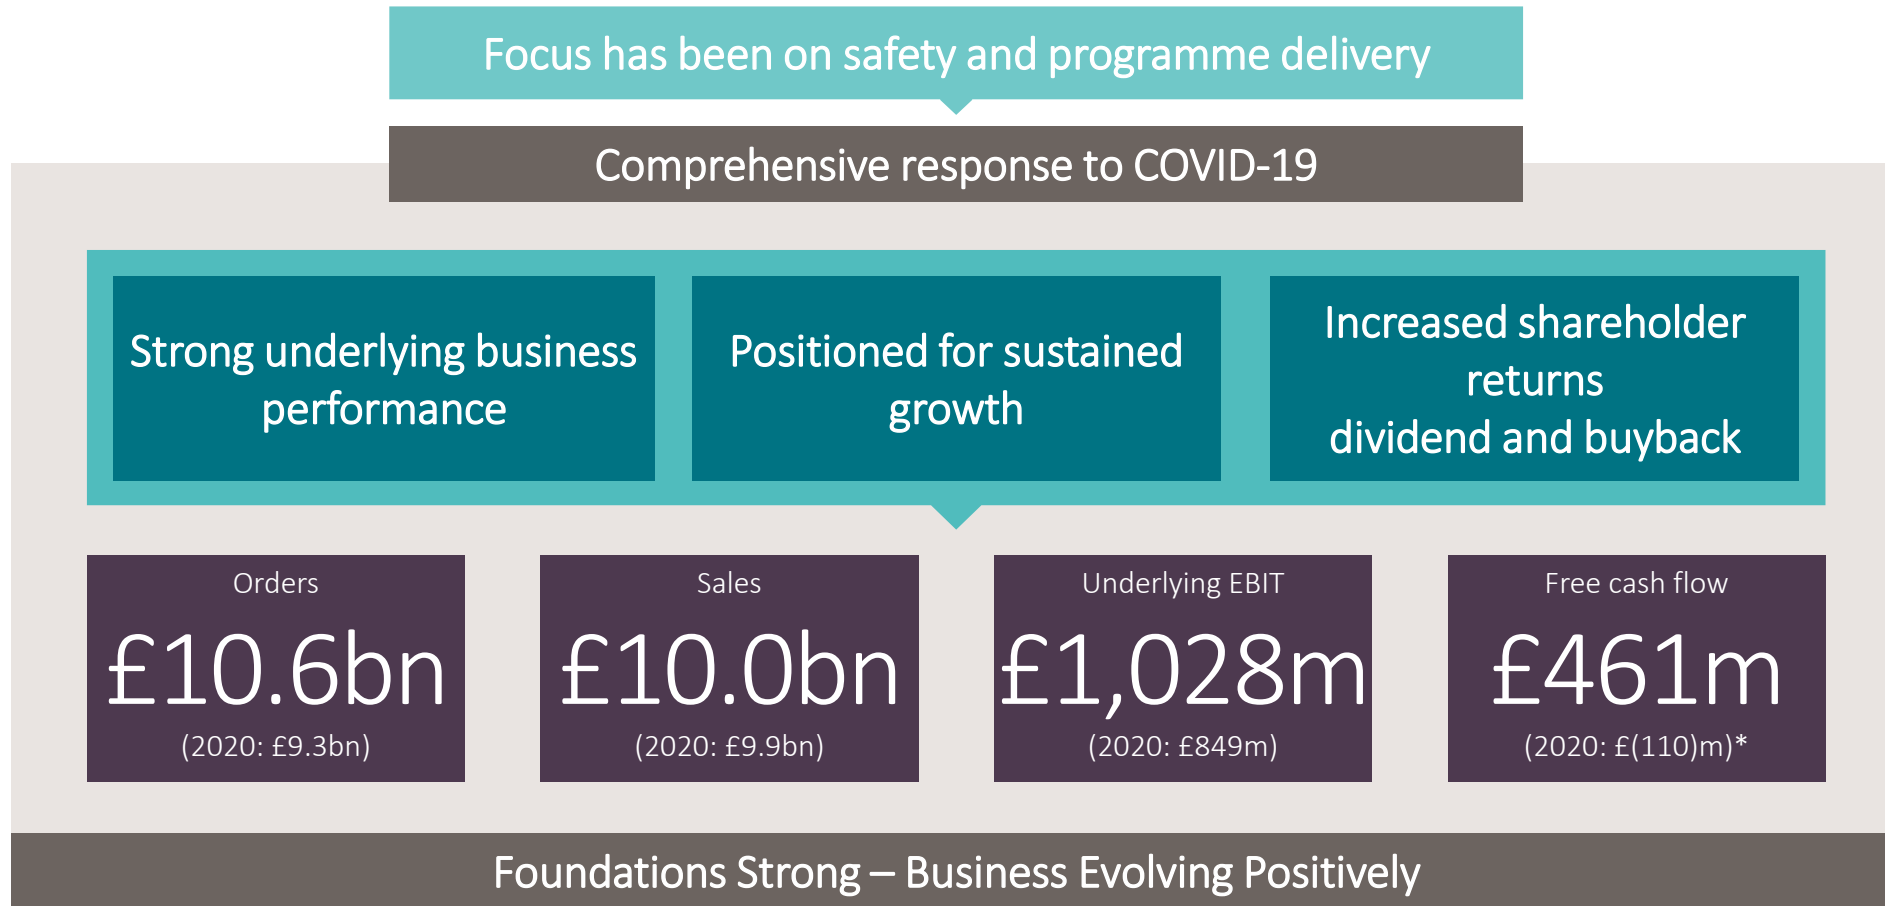 Focus has been on safety and programme delivery
Comprehensive response to COVID-19
Strong underlying business
performance
Positioned for sustained
growth
Increased shareholder
returns
dividend and buyback
Orders
£10.6bn
(2020: £9.3bn)
Sales
£10.0bn
(2020: £9.9bn)
Underlying EBIT
£1,028m
(2020: £849m)
Free cash flow
£461m
(2020: £(110)m)*
Foundations Strong – Business Evolving Positively